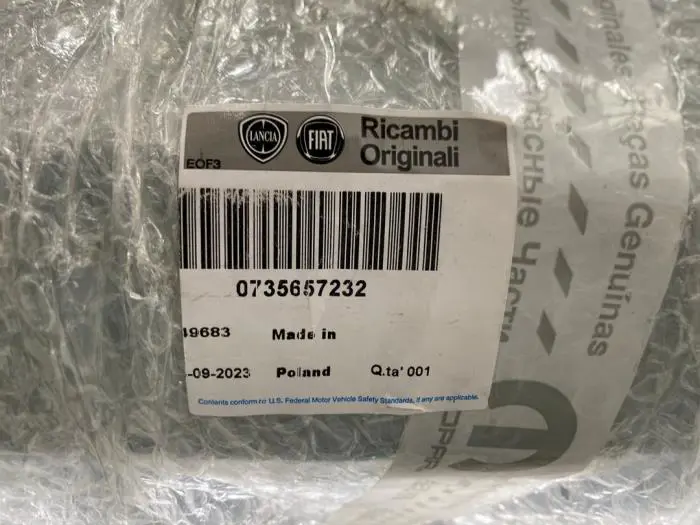 LANCIA
FIAT
Ricambi
Originali
EOF3
0735657232
49683 Made in
-09-2023 Poland Q.ta' 001
Contents conform to U.S. Federal Motor Vehicle Safety Standards, if any are applicable.
Genuinas
части